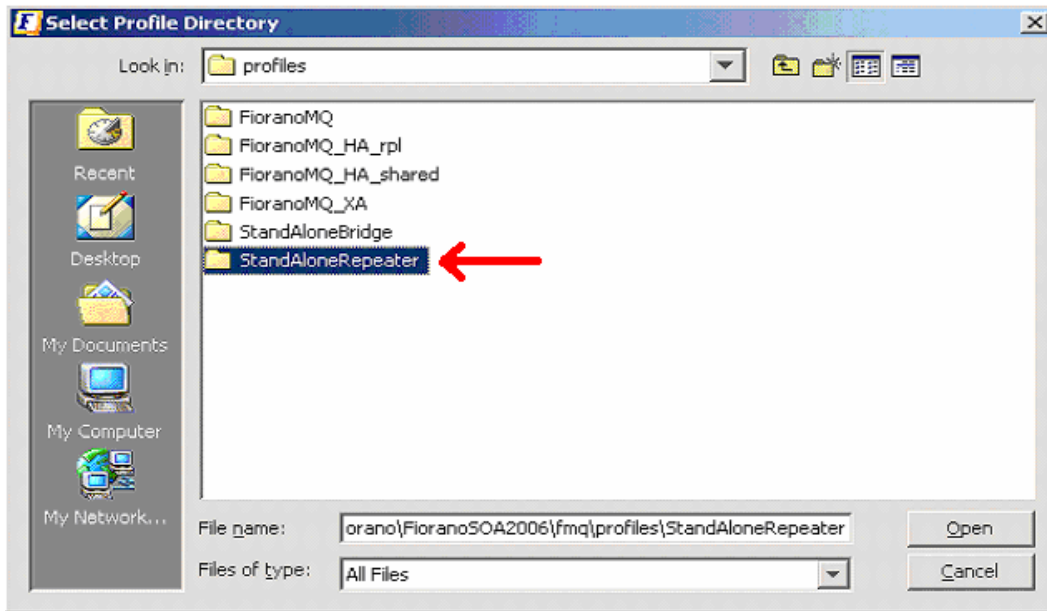 Select Profile Directory
Look in: profiles
FioranoMQ
FioranoMQ_HA_rpl
FioranoMQ_HA_shared
FioranoMQ_XA
StandAloneBridge
StandAloneRepeater
Recent
Desktop
My Documents
My Computer
My Network...
File name: orano\FioranoSOA2006\fmq\profiles\StandAloneRepeater Open
Files of type: All Files Cancel